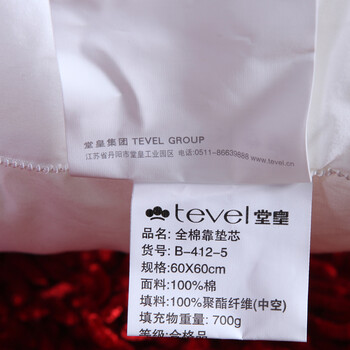 堂皇集团 TEVEL GROUP
江苏省丹阳市堂皇工业园区 电话:0511-86639888 www.tevel.cn
tevel 堂皇
品名: 全棉靠垫芯
货号: B-412-5
规格:60X60cm
面料:100%棉
填料:100%聚酯纤维(中空)
填充物重量: 700g
等级:合格品